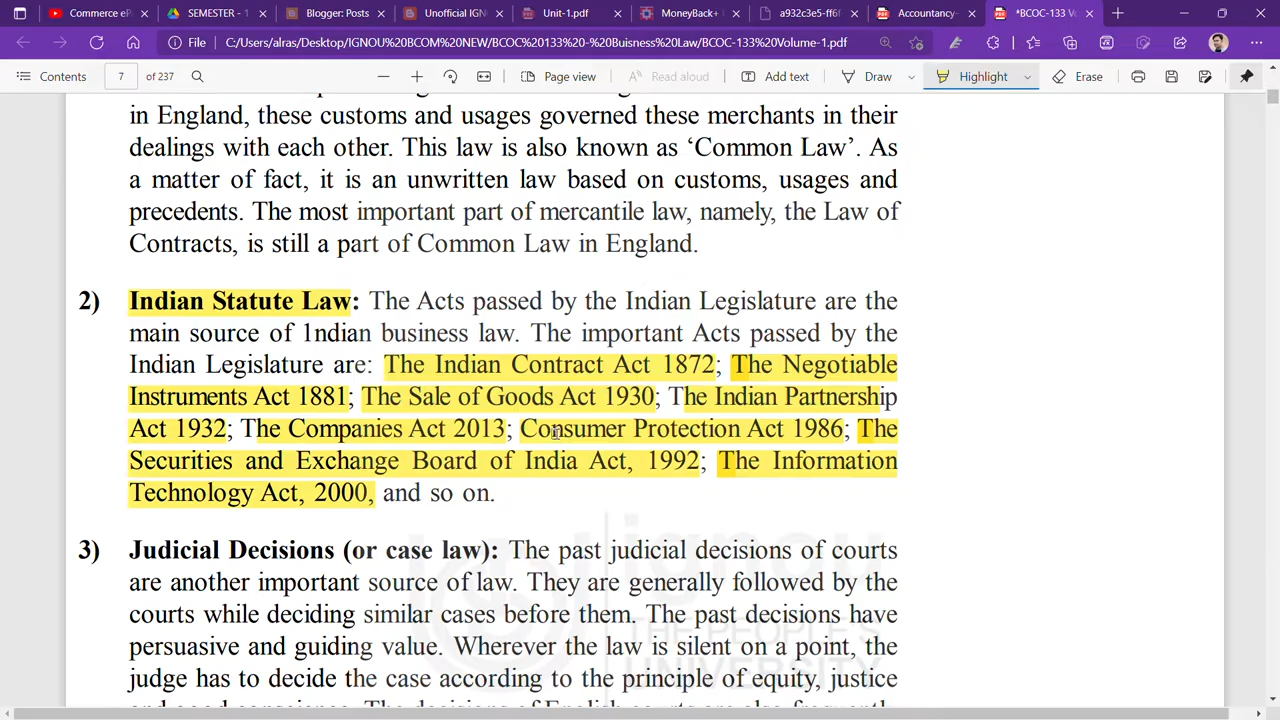 Commerce eP
SEMESTER - 1
Blogger: Posts
Unofficial IGN
Unit-1.pdf
MoneyBack +
a932c3e5-ff6f
Accountancy-
*BCOC-133 V
File
C:/Users/alras/Desktop/IGNOU%20BCOM%20NEW/BCOC%20133%20-%20Buisness%20Law/BCOC-133%20Volume-1.pdf
Contents 7 of 237 Page view Read aloud Add text Draw Highlight Erase
in England, these customs and usages governed these merchants in their
dealings with each other. This law is also known as ‘Common Law’. As
a matter of fact, it is an unwritten law based on customs, usages and
precedents. The most important part of mercantile law, namely, the Law of
Contracts, is still a part of Common Law in England.
2) Indian Statute Law: The Acts passed by the Indian Legislature are the
main source of 1ndian business law. The important Acts passed by the
Indian Legislature are: The Indian Contract Act 1872; The Negotiable
Instruments Act 1881; The Sale of Goods Act 1930; The Indian Partnership
Act 1932; The Companies Act 2013; Consumer Protection Act 1986; The
Securities and Exchange Board of India Act, 1992; The Information
Technology Act, 2000, and so on.
3) Judicial Decisions (or case law): The past judicial decisions of courts
are another important source of law. They are generally followed by the
courts while deciding similar cases before them. The past decisions have
persuasive and guiding value. Wherever the law is silent on a point, the
judge has to decide the case according to the principle of equity, justice
ignou
THE PEOPLE'S
UNIVERSITY